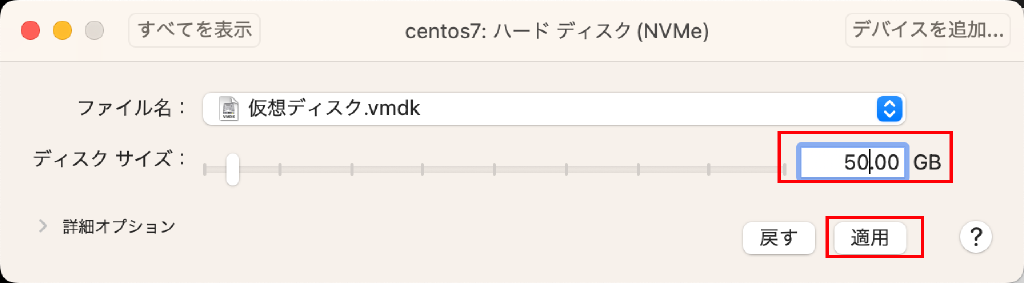 すべてを表示 centos7: ハード ディスク (NVMe) デバイスを追加...
ファイル名： 仮想ディスク.vmdk
ディスク サイズ： 50.00 GB
詳細オプション
戻す 適用 ?